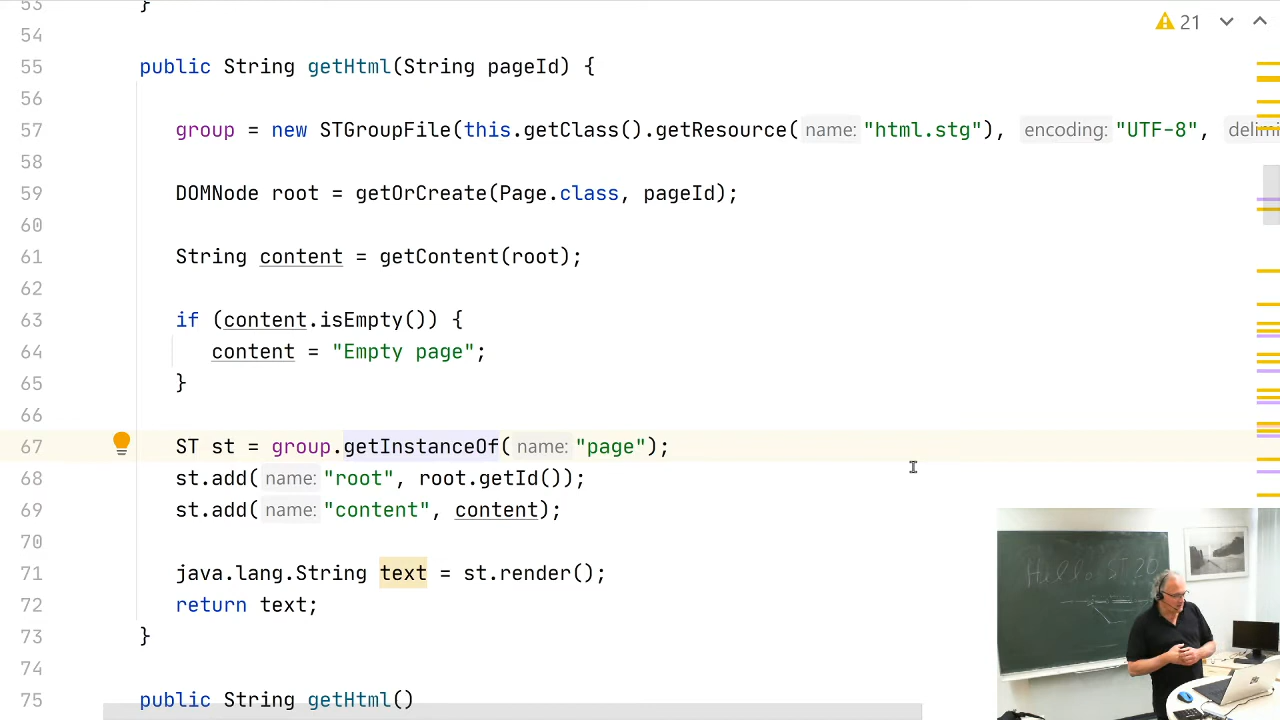 53 }
54
55 public String getHtml(String pageId) {
56
57 group = new STGroupFile(this.getClass().getResource( name: "html.stg"), encoding: "UTF-8", delimi
58
59 DOMNode root = getOrCreate(Page.class, pageId);
60
61 String content = getContent(root);
62
63 if (content.isEmpty()) {
64 content = "Empty page";
65 }
66
67 ST st = group.getInstanceOf( name: "page");
68 st.add( name: "root", root.getId());
69 st.add( name: "content", content);
70
71 java.lang.String text = st.render();
72 return text;
73 }
74
75 public String getHtml()
21
Hello ST 20